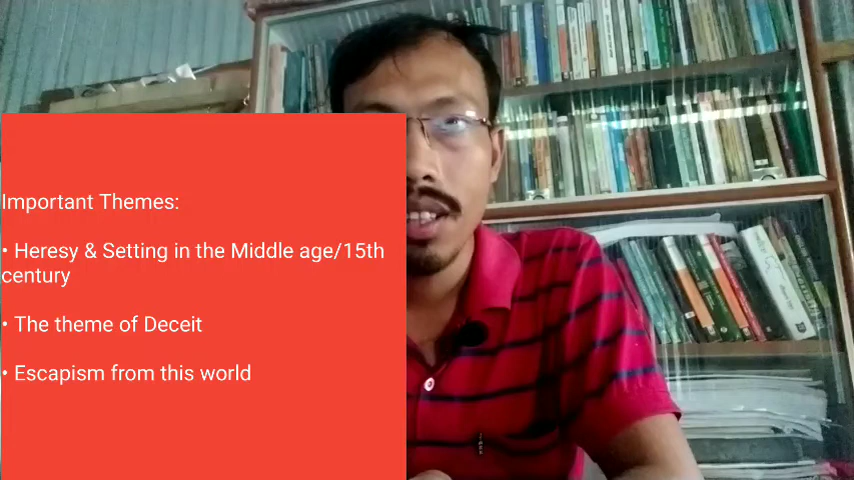 Important Themes:
• Heresy & Setting in the Middle age/15th
century
• The theme of Deceit
• Escapism from this world